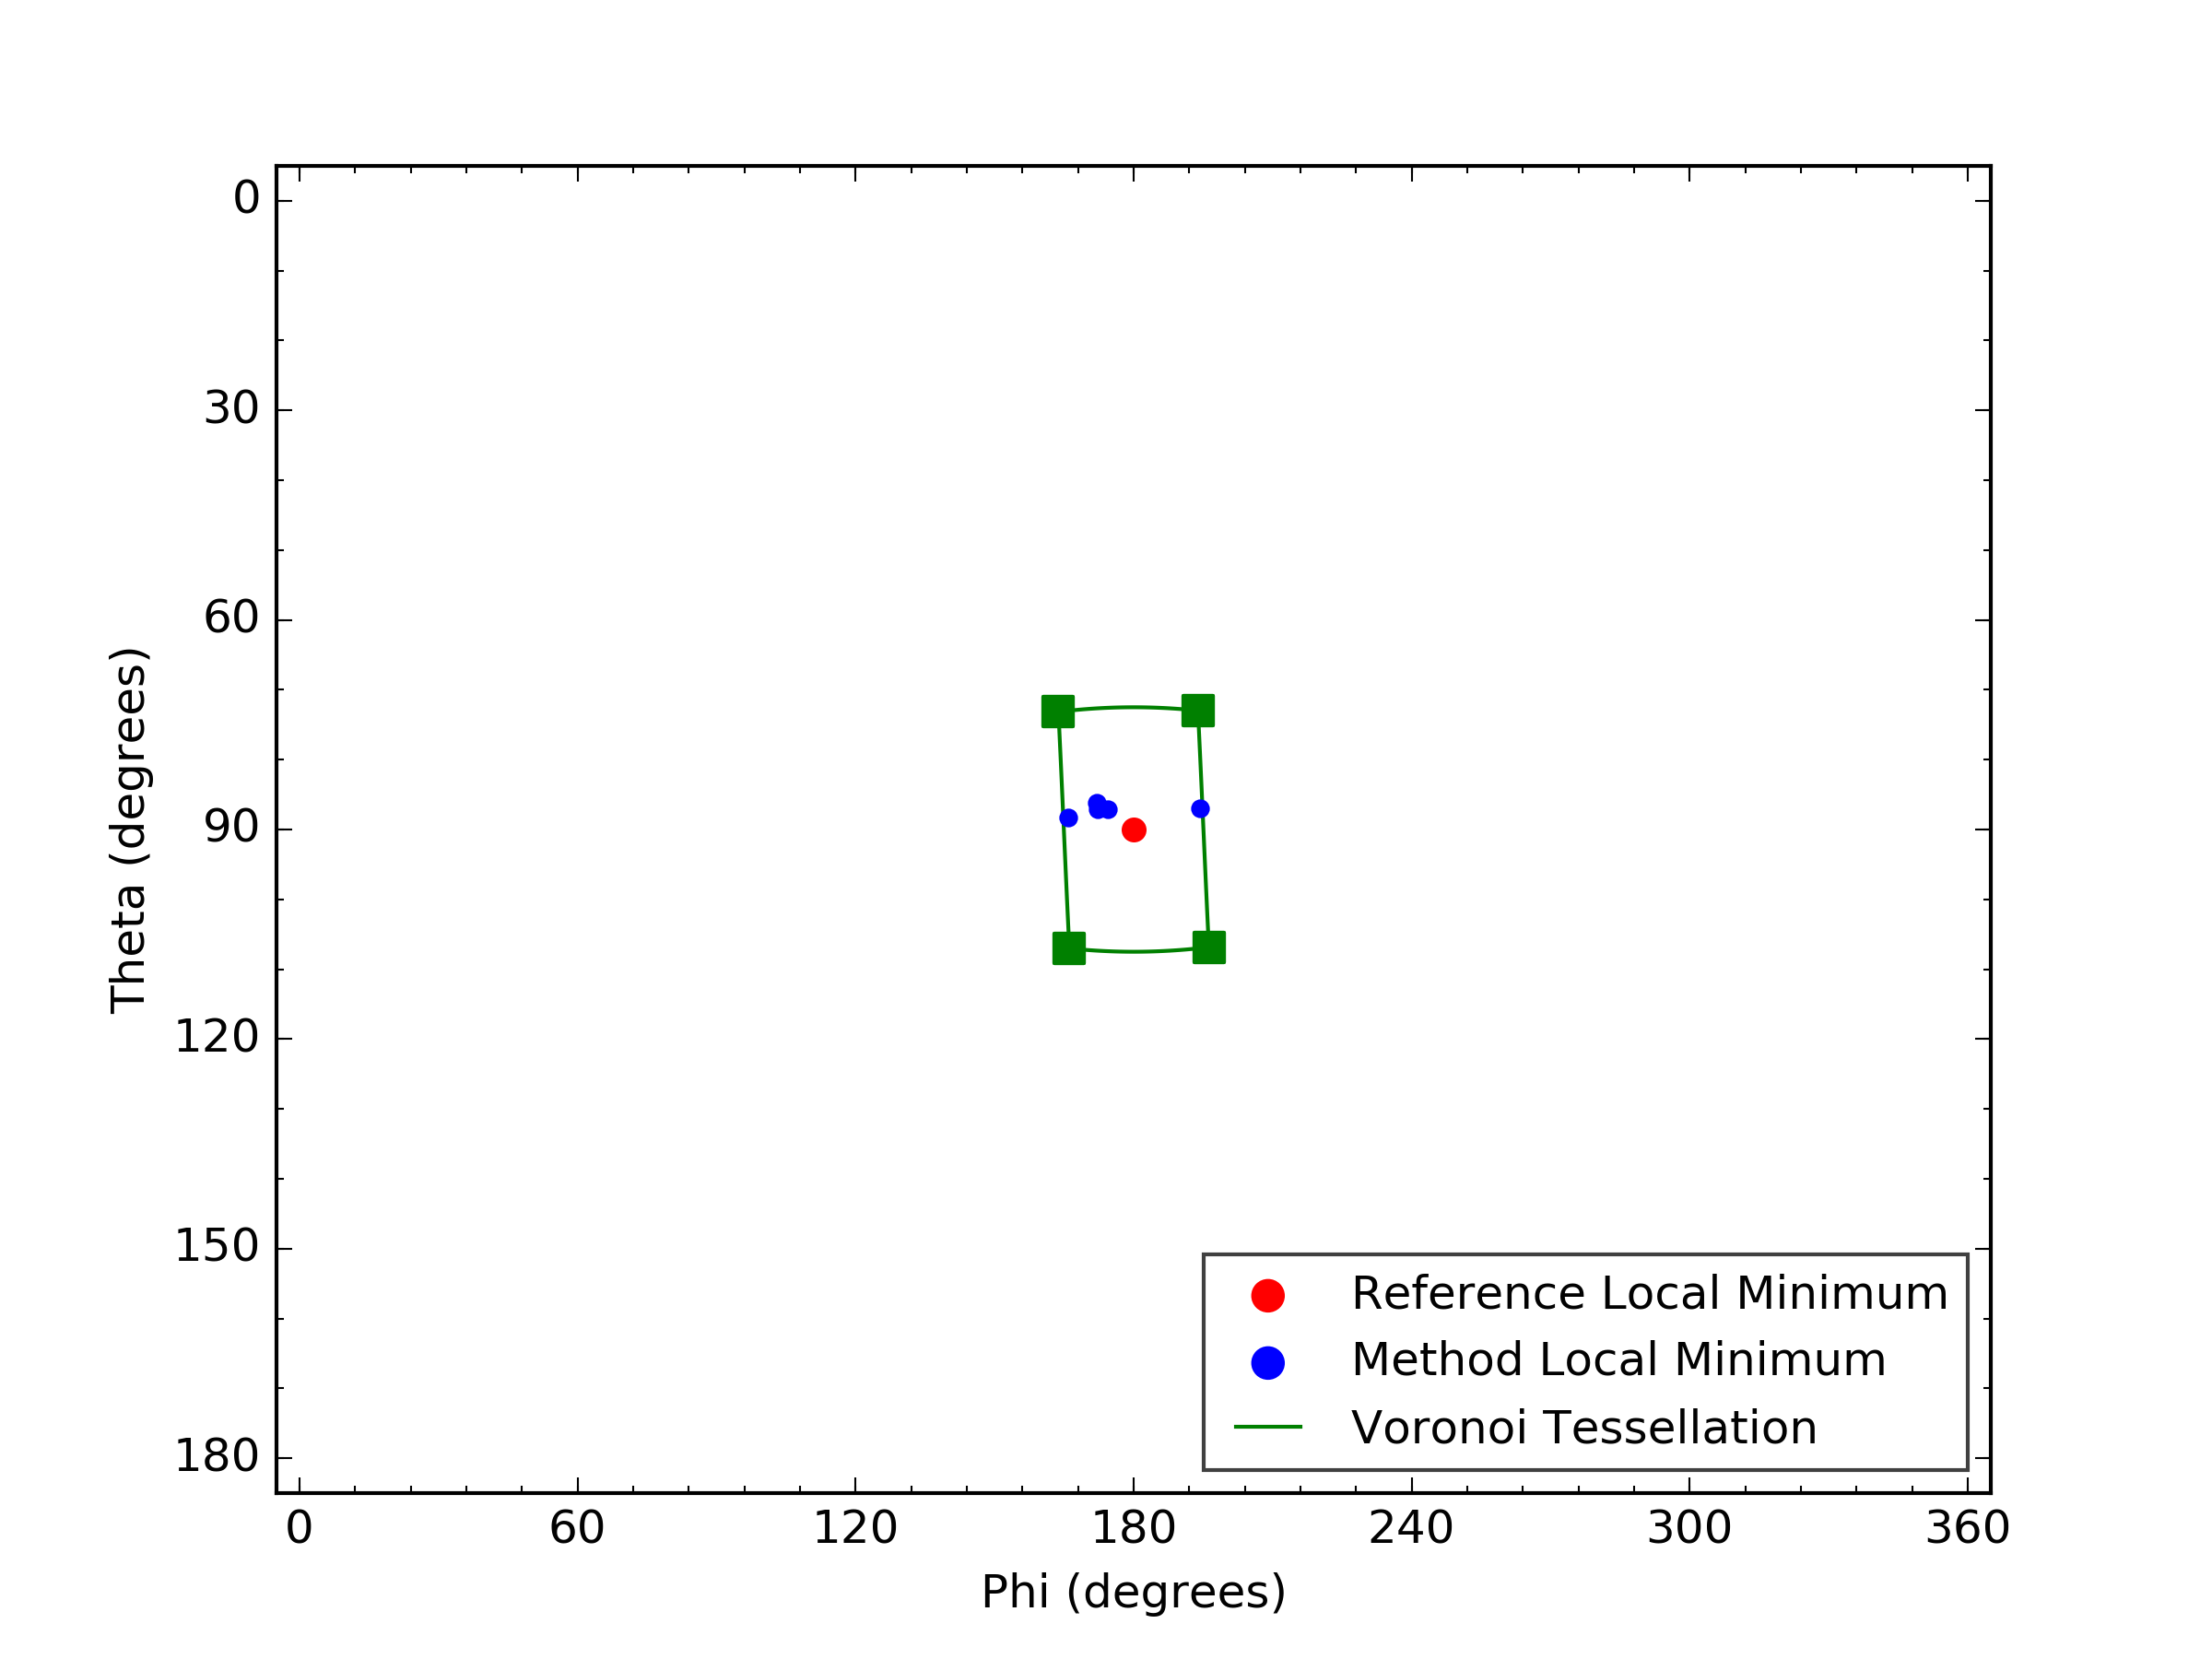 0
30
60
90
120
150
180
Theta (degrees)
Reference Local Minimum
Method Local Minimum
Voronoi Tessellation
0 60 120 180 240 300 360
Phi (degrees)